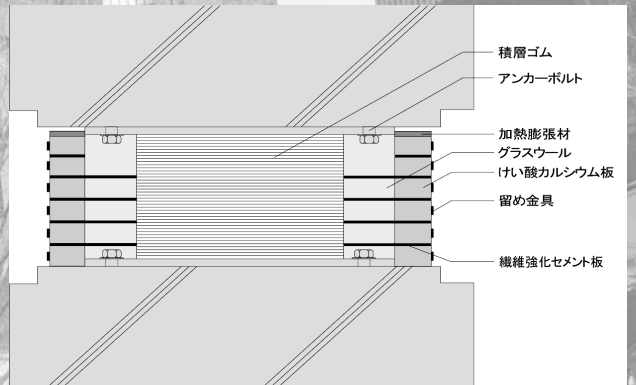 積層ゴム
アンカーボルト
加熱膨張材
グラスウール
けい酸カルシウム板
留め金具
繊維強化セメント板